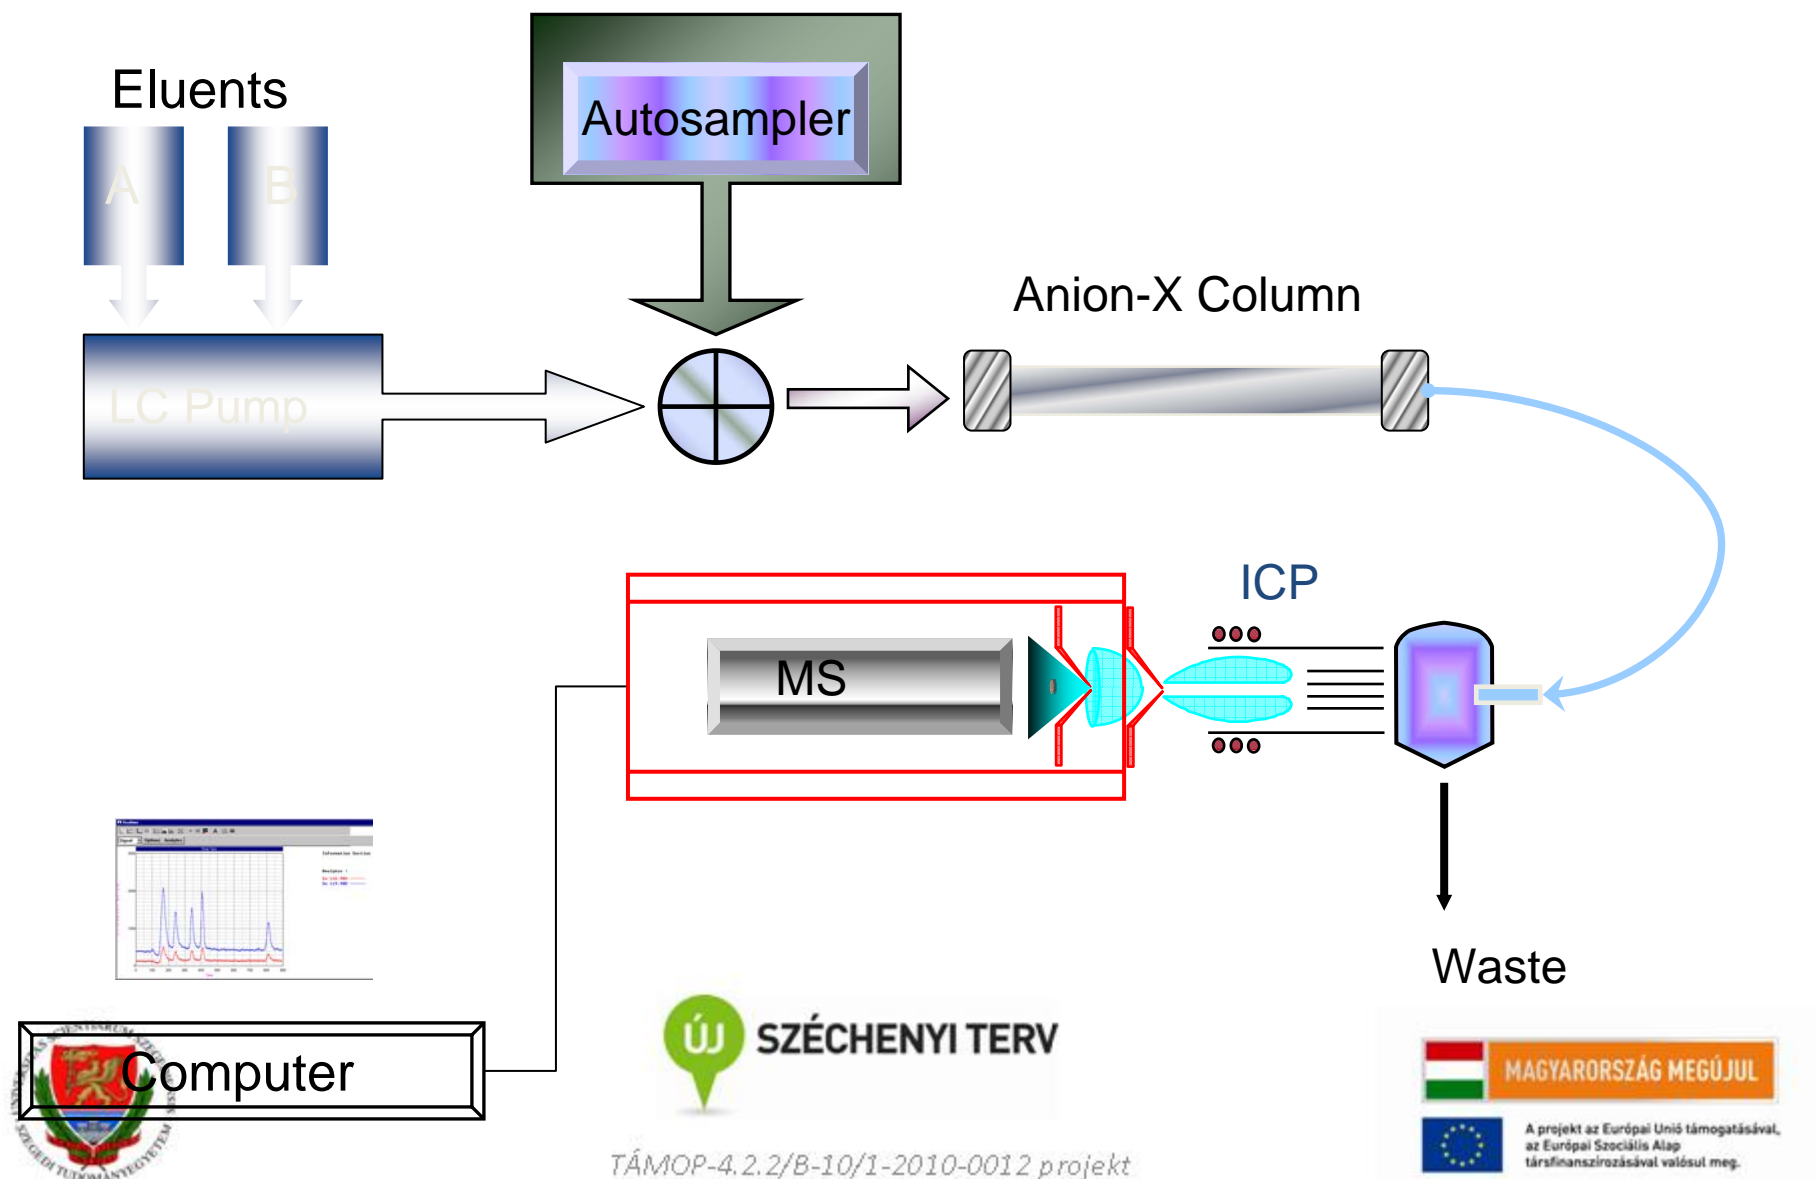 Eluents
A
B
Autosampler
LC Pump
Anion-X Column
ICP
MS
Waste
Computer
ÚJ SZÉCHENYI TERV
MAGYARORSZÁG MEGÚJUL
A projekt az Európai Unió támogatásával,
az Európai Szociális Alap
társfinanszírozásával valósul meg.
TÁMOP-4.2.2/B-10/1-2010-0012 projekt